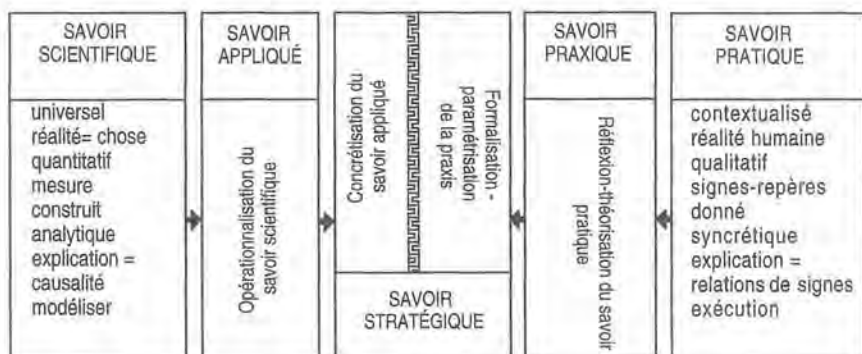 SAVOIR
SCIENTIFIQUE
universel
réalité= chose
quantitatif
mesure
construit
analytique
explication =
causalité
modéliser
SAVOIR
APPLIQUÉ
Opérationnalisation du
savoir scientifique
Concrétisation du
savoir appliqué
Formalisation -
paramétrisation
de la praxis
SAVOIR
STRATÉGIQUE
SAVOIR
PRAXIQUE
Réflexion-théorisation du savoir
pratique
SAVOIR
PRATIQUE
contextualisé
réalité humaine
qualitatif
signes-repères
donné
syncrétique
explication =
relations de signes
exécution